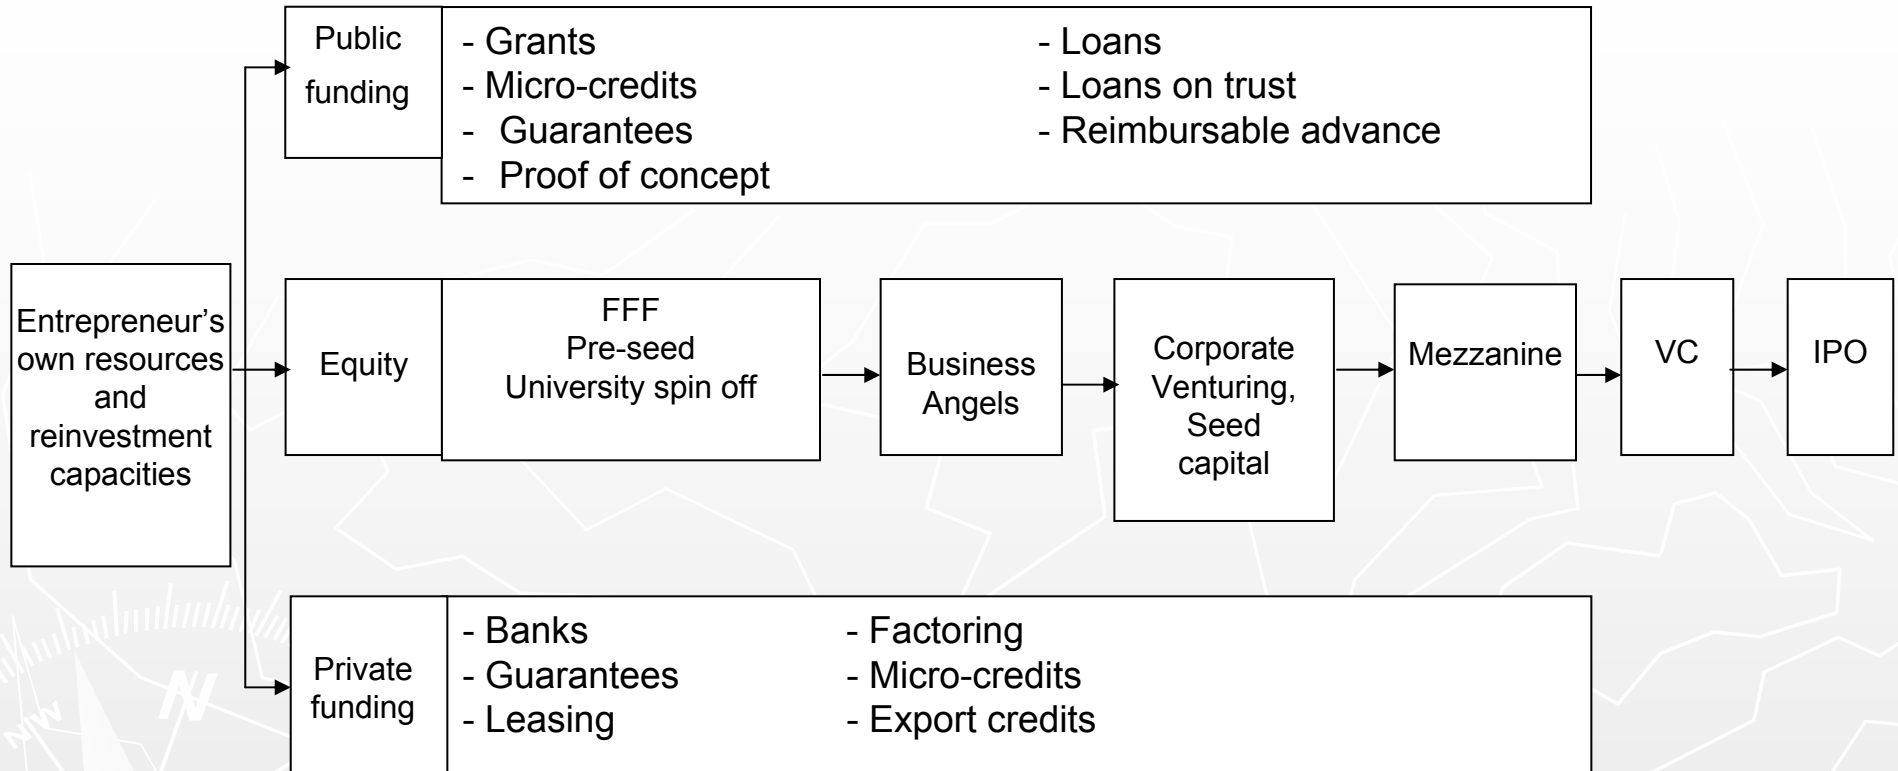 Public
funding
- Grants
- Micro-credits
- Guarantees
- Proof of concept
- Loans
- Loans on trust
- Reimbursable advance
Entrepreneur's
own resources
and
reinvestment
capacities
Equity
FFF
Pre-seed
University spin off
Business
Angels
Corporate
Venturing,
Seed
capital
Mezzanine
VC
IPO
Private
funding
- Banks
- Guarantees
- Leasing
- Factoring
- Micro-credits
- Export credits
NW
N